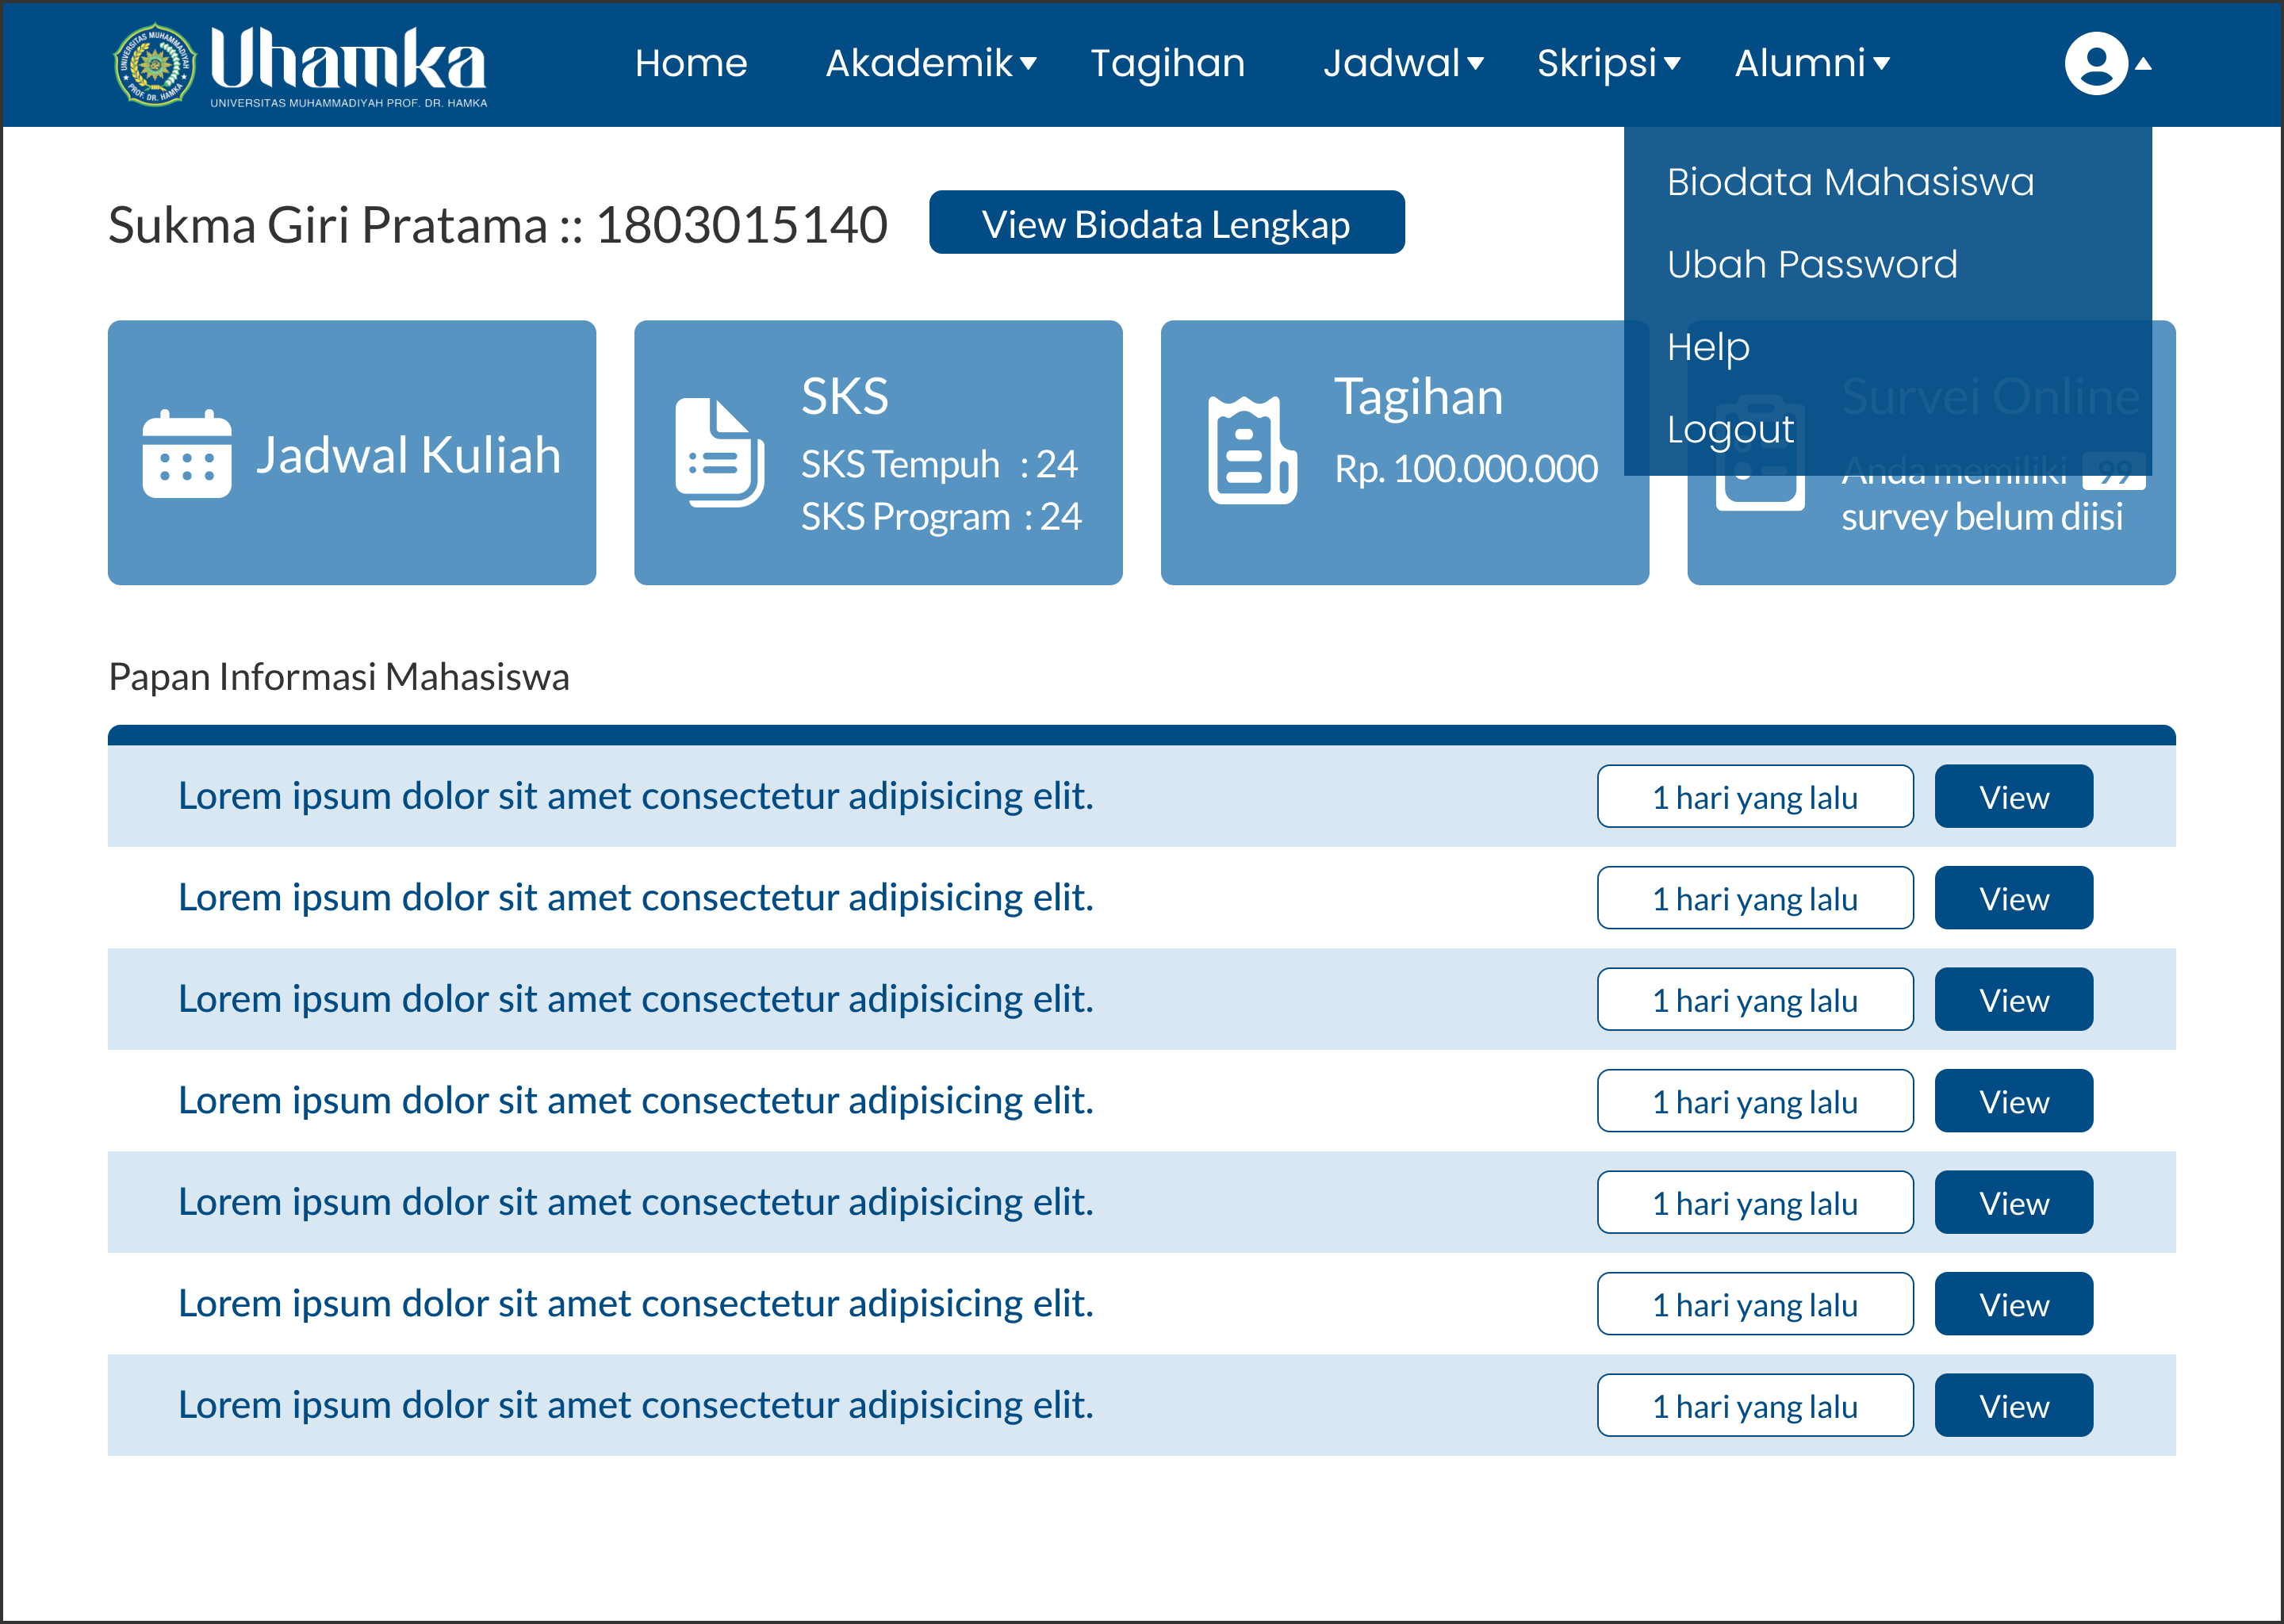 Uhamka
UNIVERSITAS MUHAMMADIYAH PROF. DR. HAMKA
UNIVERSITAS MUHAMMADIYAH
PROF. DR. HAMKA
Home Akademik Tagihan Jadwal Skripsi Alumni
Biodata Mahasiswa
Ubah Password
Help
Logout
Sukma Giri Pratama :: 1803015140
View Biodata Lengkap
Jadwal Kuliah
SKS
SKS Tempuh : 24
SKS Program : 24
Tagihan
Rp. 100.000.000
Survei Online
Anda memiliki 99
survey belum diisi
Papan Informasi Mahasiswa
Lorem ipsum dolor sit amet consectetur adipisicing elit. 1 hari yang lalu View
Lorem ipsum dolor sit amet consectetur adipisicing elit. 1 hari yang lalu View
Lorem ipsum dolor sit amet consectetur adipisicing elit. 1 hari yang lalu View
Lorem ipsum dolor sit amet consectetur adipisicing elit. 1 hari yang lalu View
Lorem ipsum dolor sit amet consectetur adipisicing elit. 1 hari yang lalu View
Lorem ipsum dolor sit amet consectetur adipisicing elit. 1 hari yang lalu View
Lorem ipsum dolor sit amet consectetur adipisicing elit. 1 hari yang lalu View